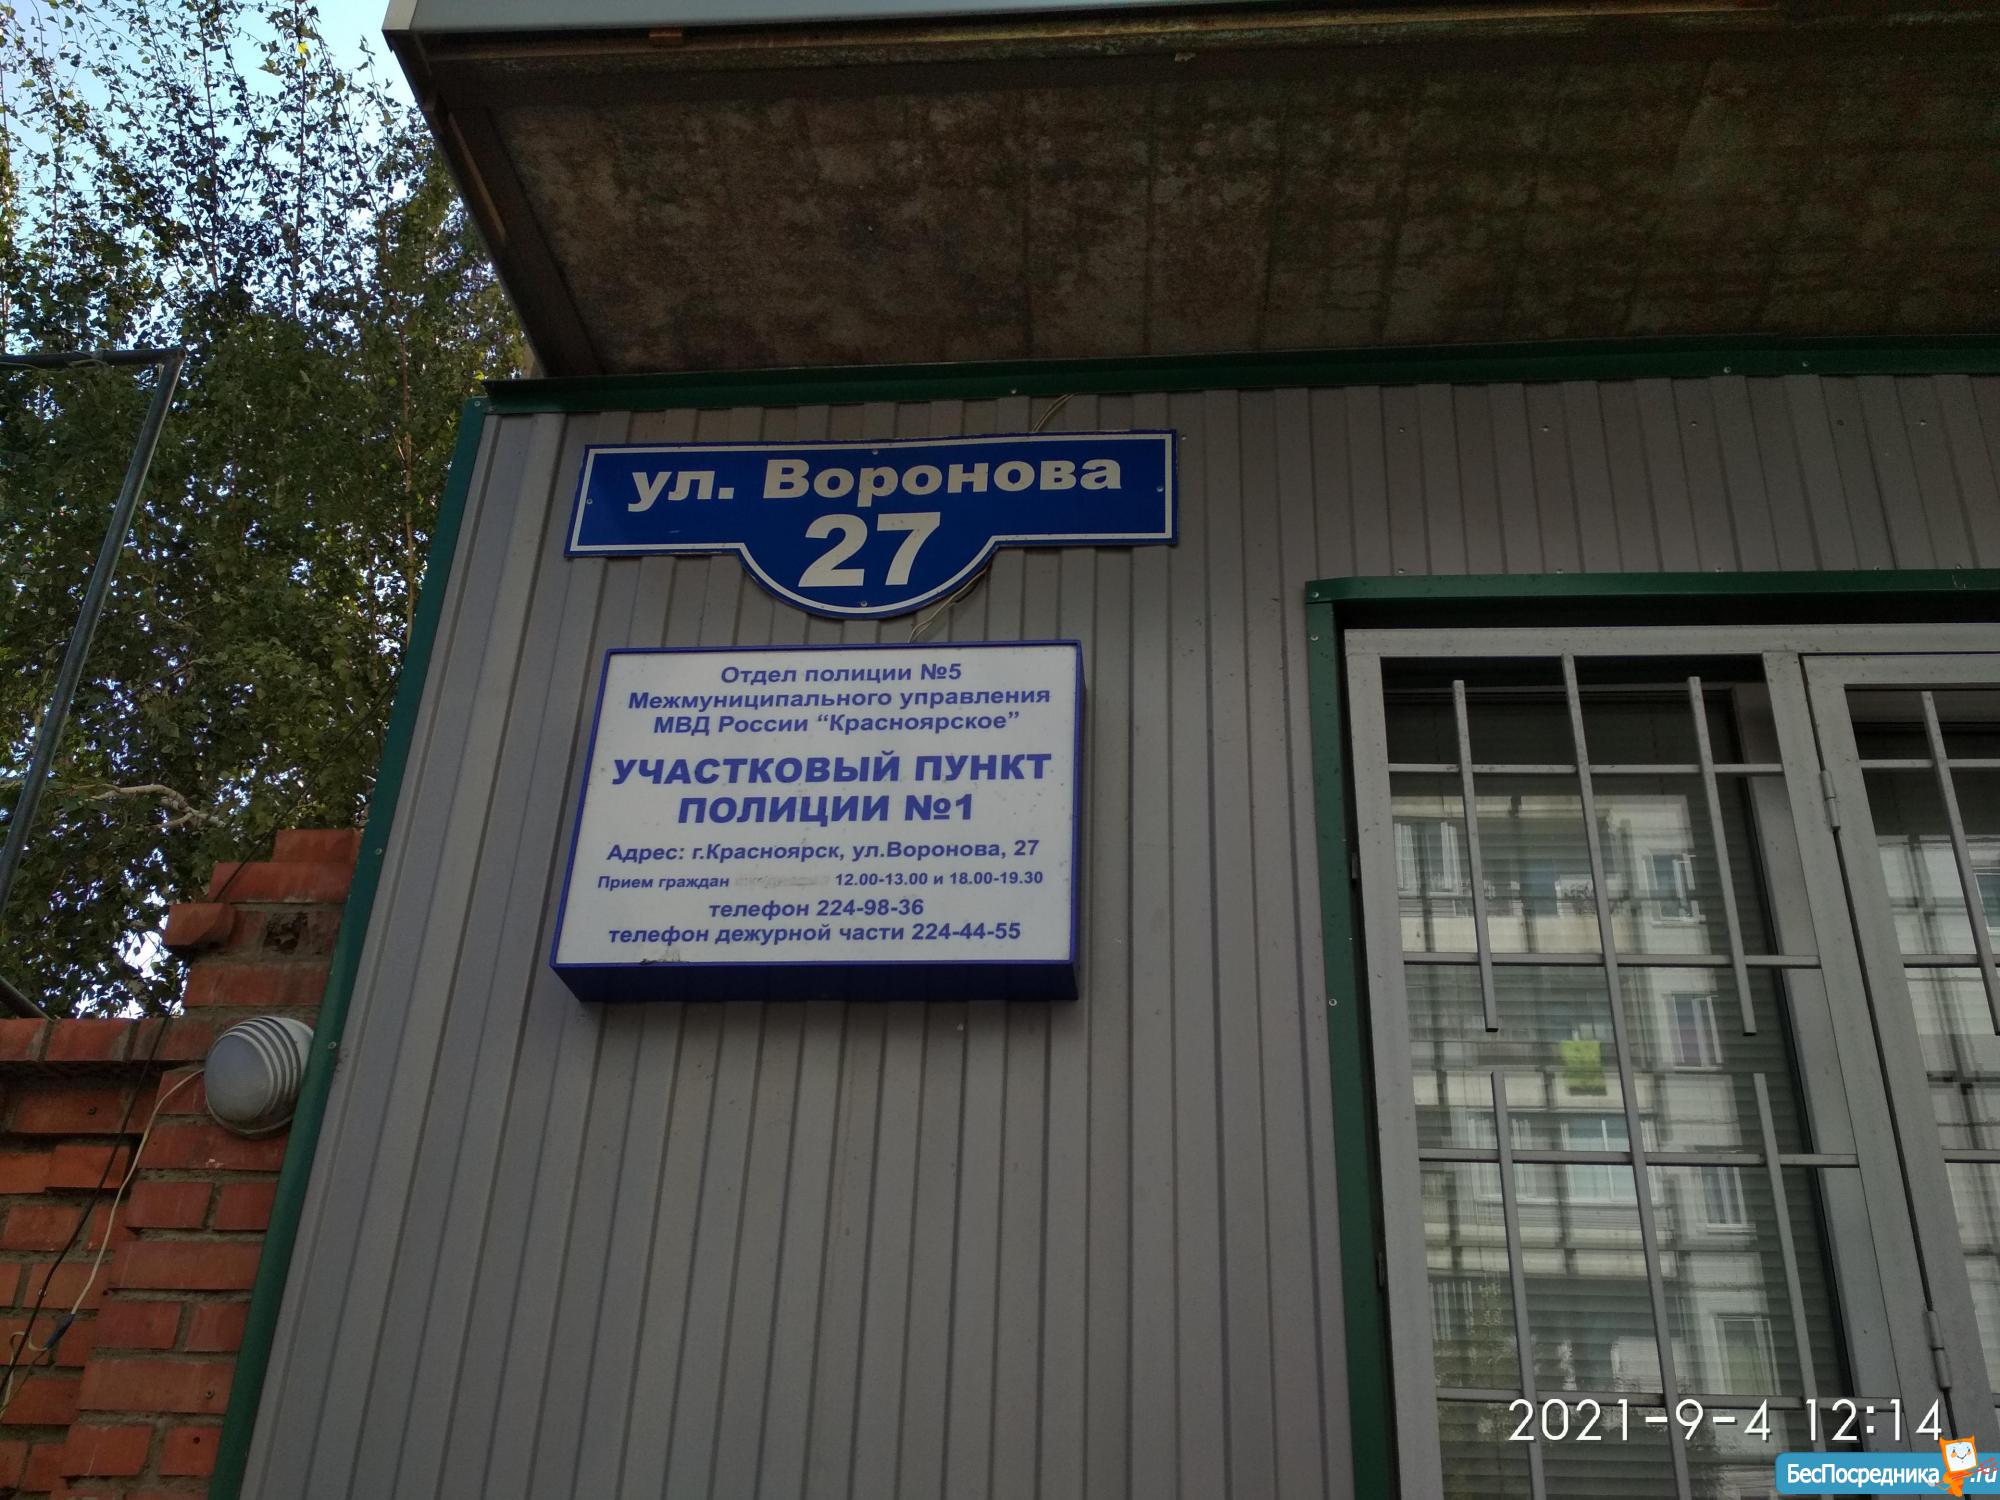 ул. Воронова
27
Отдел полиции №5
Межмуниципального управления
МВД России “Красноярское”
УЧАСТКОВЫЙ ПУНКТ
ПОЛИЦИИ №1
Адрес: г.Красноярск, ул.Воронова, 27
Прием граждан 12.00-13.00 и 18.00-19.30
телефон 224-98-36
телефон дежурной части 224-44-55
2021-9-4 12:14
БесПосредника.ru